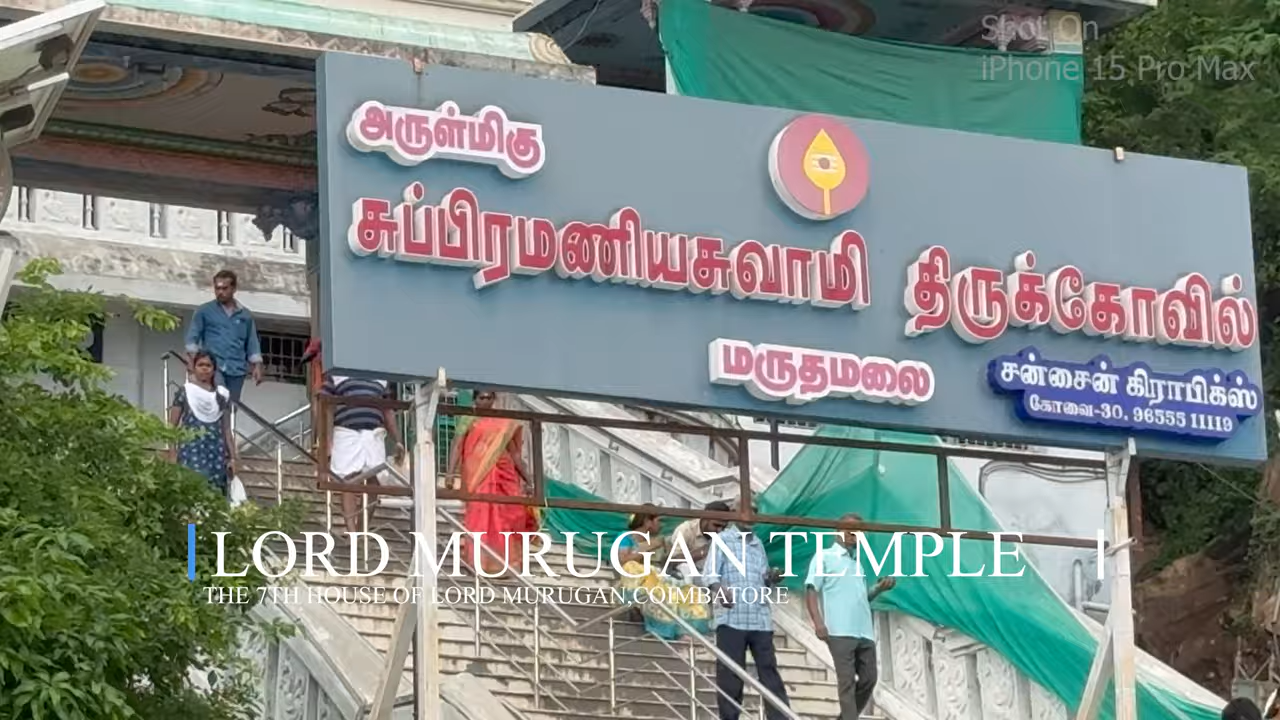 Shot On
iPhone 15 Pro Max
அருள்மிகு
சுப்பிரமணியசுவாமி திருக்கோவில்
மருதமலை
சன்சைன் கிராபிக்ஸ்
கோவை-30. 96555 11119
LORD MURUGAN TEMPLE
THE 7TH HOUSE OF LORD MURUGAN.COIMBATORE